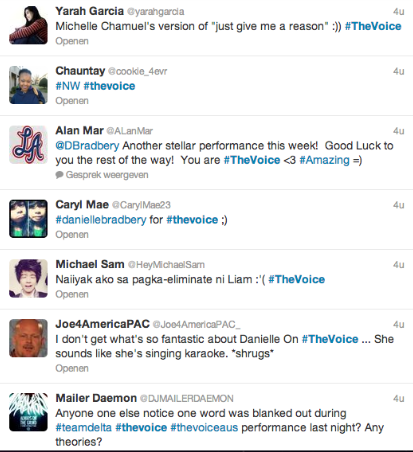 Yarah Garcia @yarahgarcia 4u
Michelle Chamuel's version of "just give me a reason" :)) #TheVoice
Openen
Chauntay @cookie_4evr 4u
#NW #thevoice
Openen
Alan Mar @ALanMar 4u
@DBradbery Another stellar performance this week! Good Luck to
you the rest of the way! You are #TheVoice <3 #Amazing =)
Gesprek weergeven
Caryl Mae @CarylMae23 4u
#daniellebradbery for #thevoice ;)
Openen
Michael Sam @HeyMichaelSam 4u
Naiiyak ako sa pagka-eliminate ni Liam :'( #TheVoice
Openen
Joe4AmericaPAC @Joe4AmericaPAC_ 4u
I don't get what's so fantastic about Danielle On #TheVoice ... She
sounds like she's singing karaoke. *shrugs*
Openen
Mailer Daemon @DJMAILERDAEMON 4u
Anyone one else notice one word was blanked out during
#teamdelta #thevoice #thevoiceaus performance last night? Any
theories?